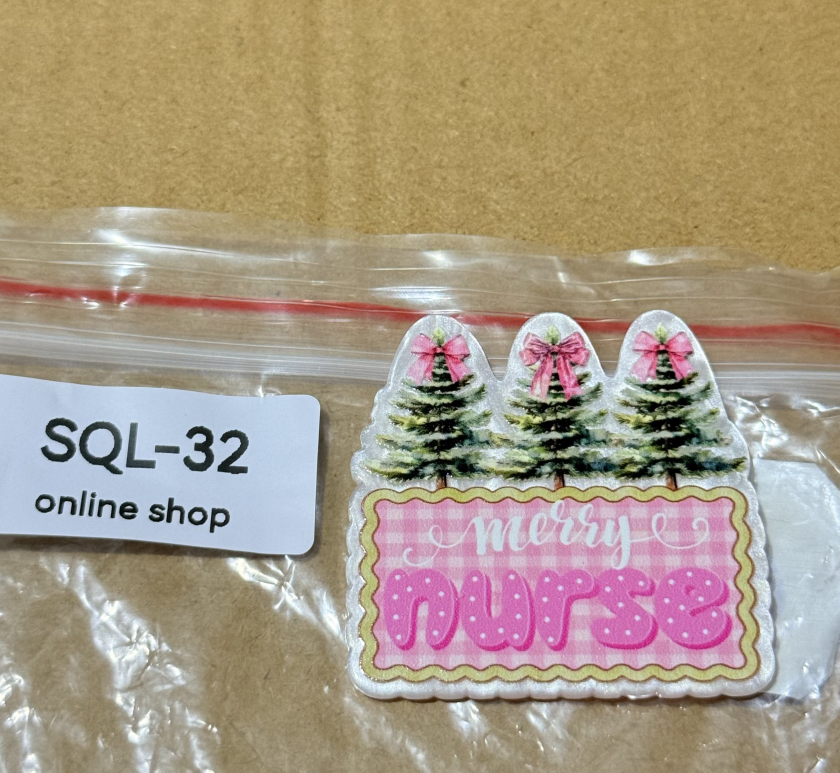 SQL-32
online shop
merry
nurse